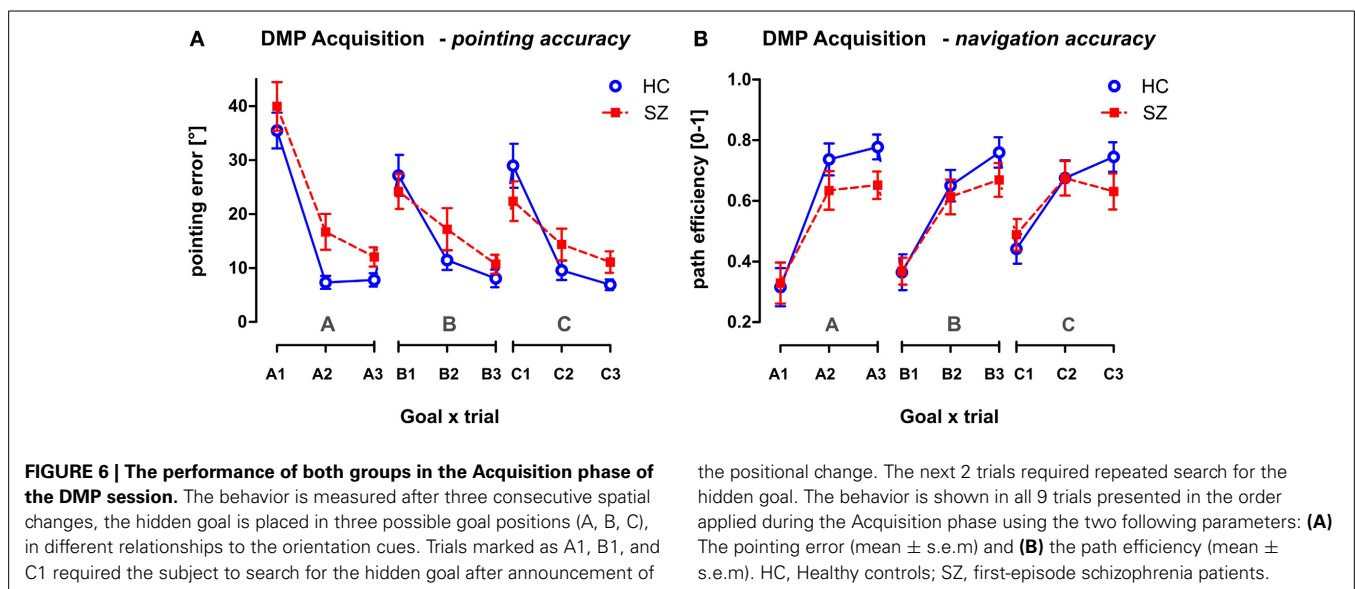 A DMP Acquisition - pointing accuracy
HC
SZ
pointing error [°]
40
30
20
10
0
A B C
A1 A2 A3 B1 B2 B3 C1 C2 C3
Goal x trial
B DMP Acquisition - navigation accuracy
HC
SZ
path efficiency [0-1]
1.0
0.8
0.6
0.4
0.2
A B C
A1 A2 A3 B1 B2 B3 C1 C2 C3
Goal x trial
FIGURE 6 | The performance of both groups in the Acquisition phase of
the DMP session. The behavior is measured after three consecutive spatial
changes, the hidden goal is placed in three possible goal positions (A, B, C),
in different relationships to the orientation cues. Trials marked as A1, B1, and
C1 required the subject to search for the hidden goal after announcement of
the positional change. The next 2 trials required repeated search for the
hidden goal. The behavior is shown in all 9 trials presented in the order
applied during the Acquisition phase using the two following parameters: (A)
The pointing error (mean ± s.e.m) and (B) the path efficiency (mean ±
s.e.m). HC, Healthy controls; SZ, first-episode schizophrenia patients.